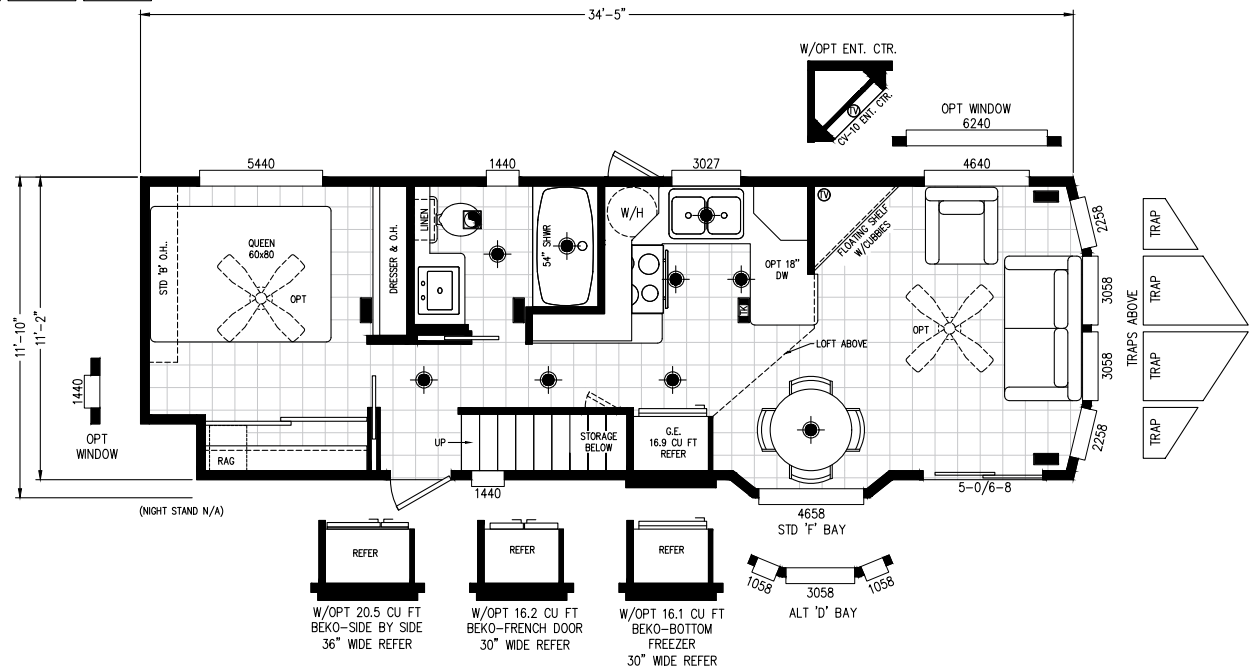 34'-5"
W/OPT ENT. CTR.
TV
CV-10 ENT. CTR.
OPT WINDOW
6240
5440
1440
3027
4640
11'-10"
11'-2"
STD 'B' O.H.
QUEEN
60x80
OPT
DRESSER & O.H.
LINEN
54" SHWR
W/H
OPT 18"
DW
TK
TV
FLOATING SHELF
W/CUBBIES
OPT
LOFT ABOVE
2258
3058
3058
2258
TRAPS ABOVE
TRAP
TRAP
TRAP
TRAP
1440
OPT
WINDOW
RAG
UP
STORAGE
BELOW
G.E.
16.9 CU FT
REFER
(NIGHT STAND N/A)
1440
4658
STD 'F' BAY
5-0/6-8
REFER
W/OPT 20.5 CU FT
BEKO-SIDE BY SIDE
36" WIDE REFER
REFER
W/OPT 16.2 CU FT
BEKO-FRENCH DOOR
30" WIDE REFER
REFER
W/OPT 16.1 CU FT
BEKO-BOTTOM
FREEZER
30" WIDE REFER
1058
3058
1058
ALT 'D' BAY